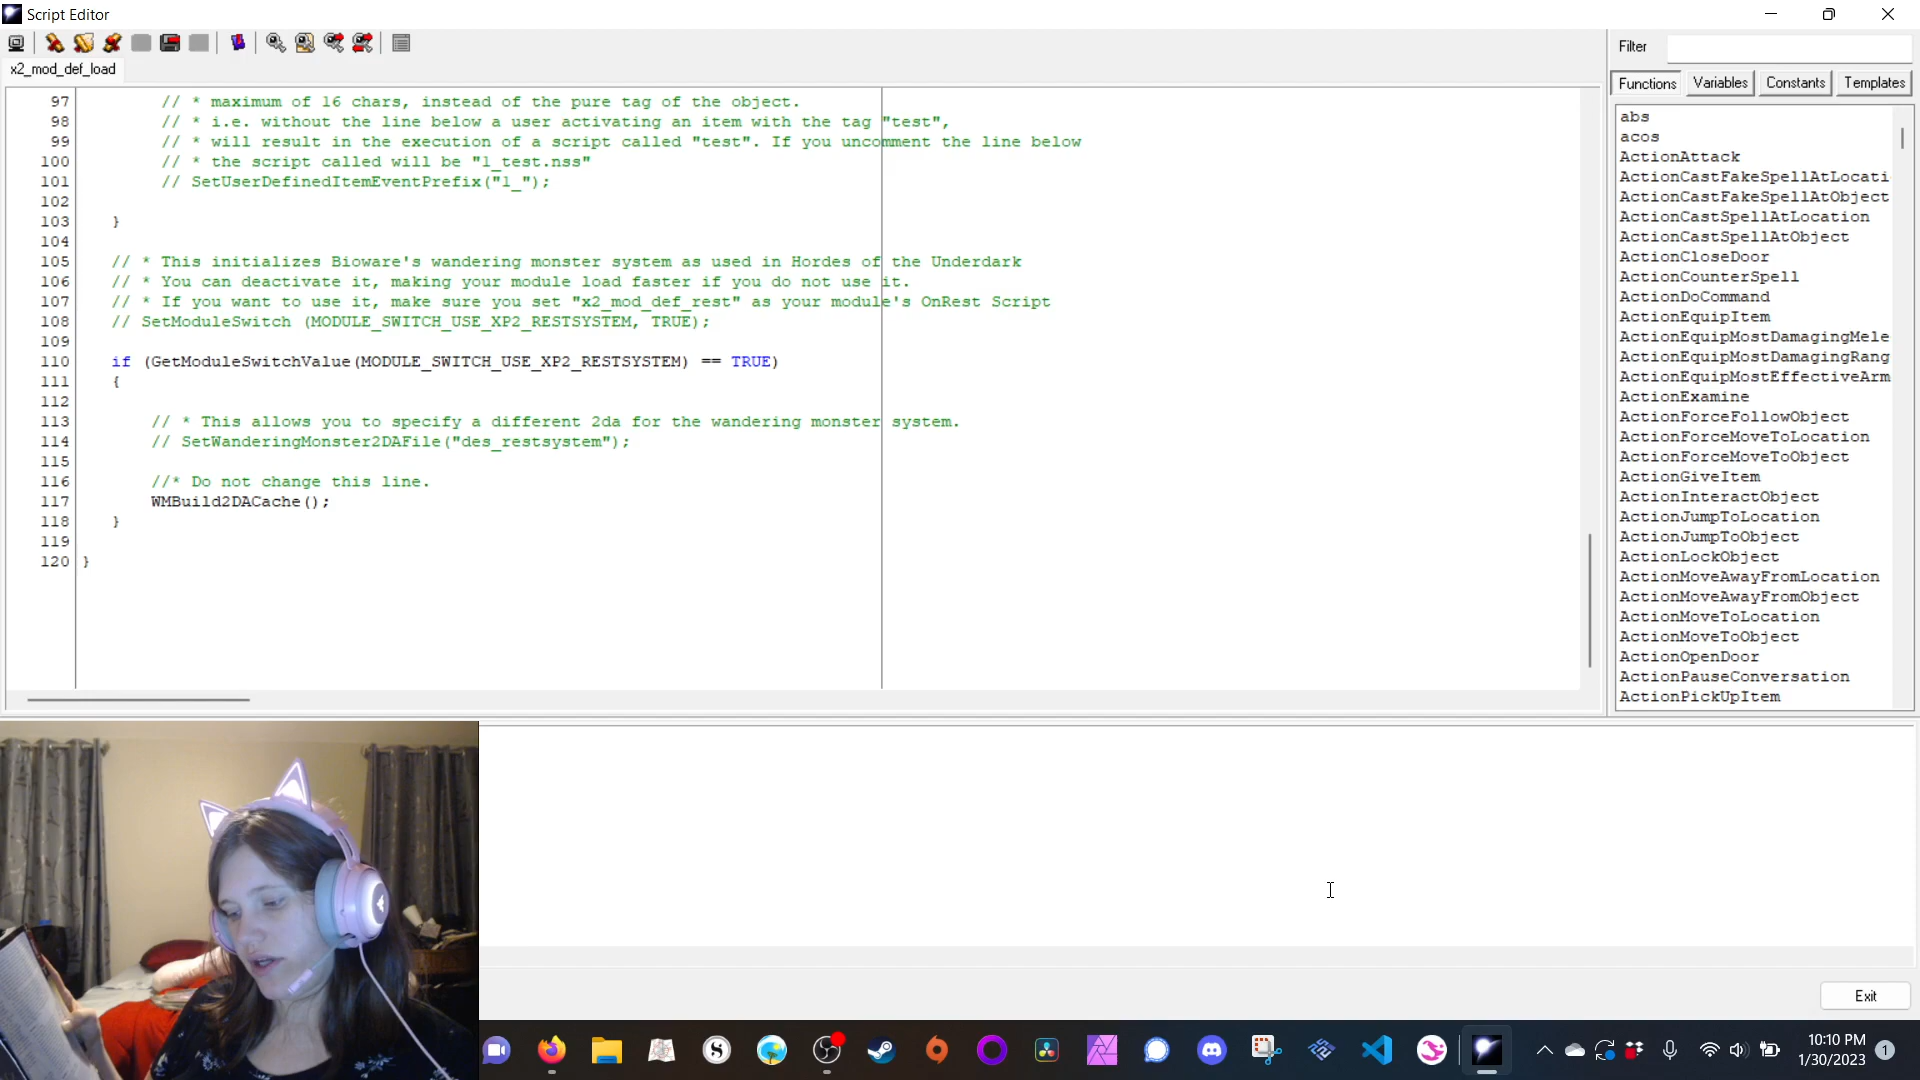 Script Editor
x2_mod_def_load
97 // * maximum of 16 chars, instead of the pure tag of the object.
98 // * i.e. without the line below a user activating an item with the tag "test",
99 // * will result in the execution of a script called "test". If you uncomment the line below
100 // * the script called will be "1_test.nss"
101 // SetUserDefinedItemEventPrefix("1_");
102
103 }
104
105 // * This initializes Bioware's wandering monster system as used in Hordes of the Underdark
106 // * You can deactivate it, making your module load faster if you do not use it.
107 // * If you want to use it, make sure you set "x2_mod_def_rest" as your module's OnRest Script
108 // SetModuleSwitch (MODULE_SWITCH_USE_XP2_RESTSYSTEM, TRUE);
109
110 if (GetModuleSwitchValue(MODULE_SWITCH_USE_XP2_RESTSYSTEM) == TRUE)
111 {
112
113 // * This allows you to specify a different 2da for the wandering monster system.
114 // SetWanderingMonster2DAFile("des_restsystem");
115
116 //* Do not change this line.
117 WMBuild2DACache();
118 }
119
120 }
Filter
Functions Variables Constants Templates
abs
acos
ActionAttack
ActionCastFakeSpellAtLocati
ActionCastFakeSpellAtObject
ActionCastSpellAtLocation
ActionCastSpellAtObject
ActionCloseDoor
ActionCounterSpell
ActionDoCommand
ActionEquipItem
ActionEquipMostDamagingMele
ActionEquipMostDamagingRang
ActionEquipMostEffectiveArm
ActionExamine
ActionForceFollowObject
ActionForceMoveToLocation
ActionForceMoveToObject
ActionGiveItem
ActionInteractObject
ActionJumpToLocation
ActionJumpToObject
ActionLockObject
ActionMoveAwayFromLocation
ActionMoveAwayFromObject
ActionMoveToLocation
ActionMoveToObject
ActionOpenDoor
ActionPauseConversation
ActionPickUpItem
Exit
10:10 PM
1/30/2023
1